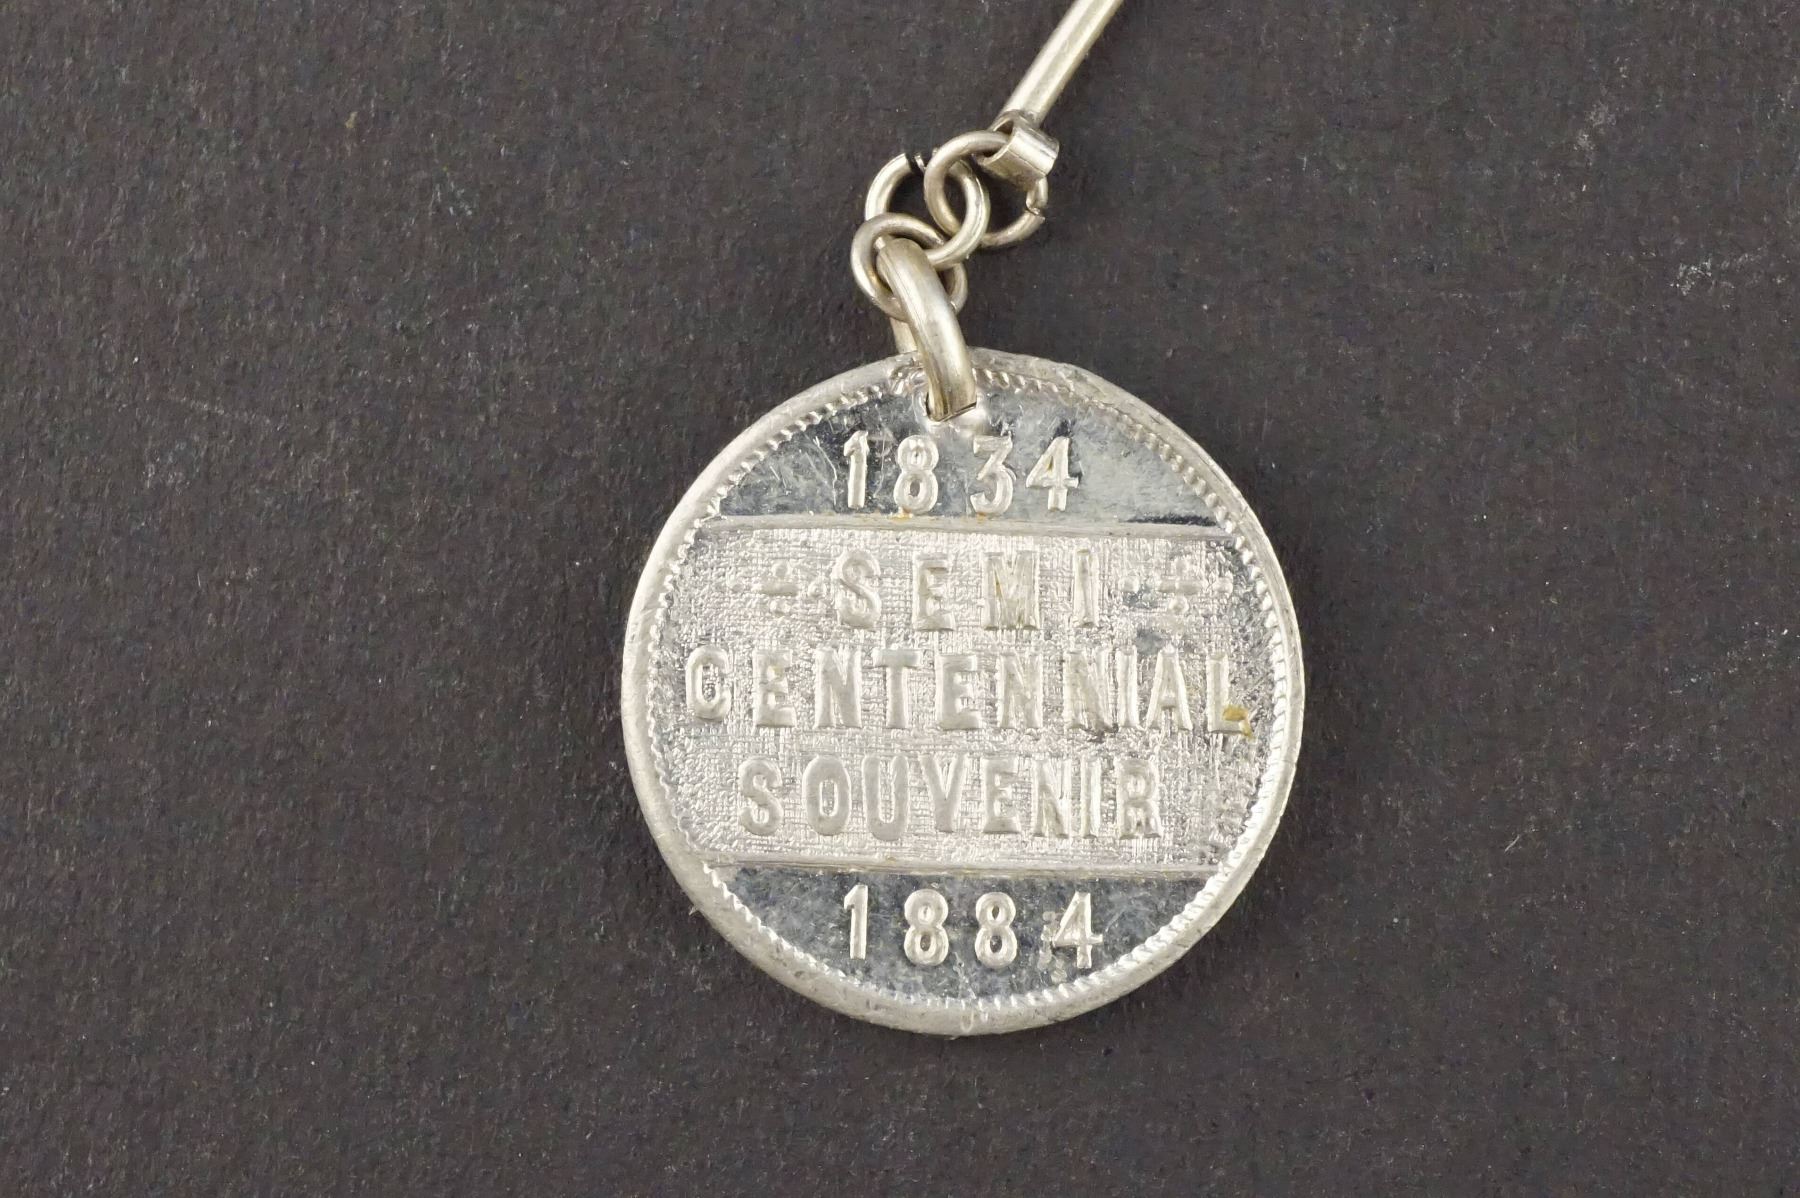 1834
÷ SEMI ÷
CENTENNIAL
SOUVENIR
1884